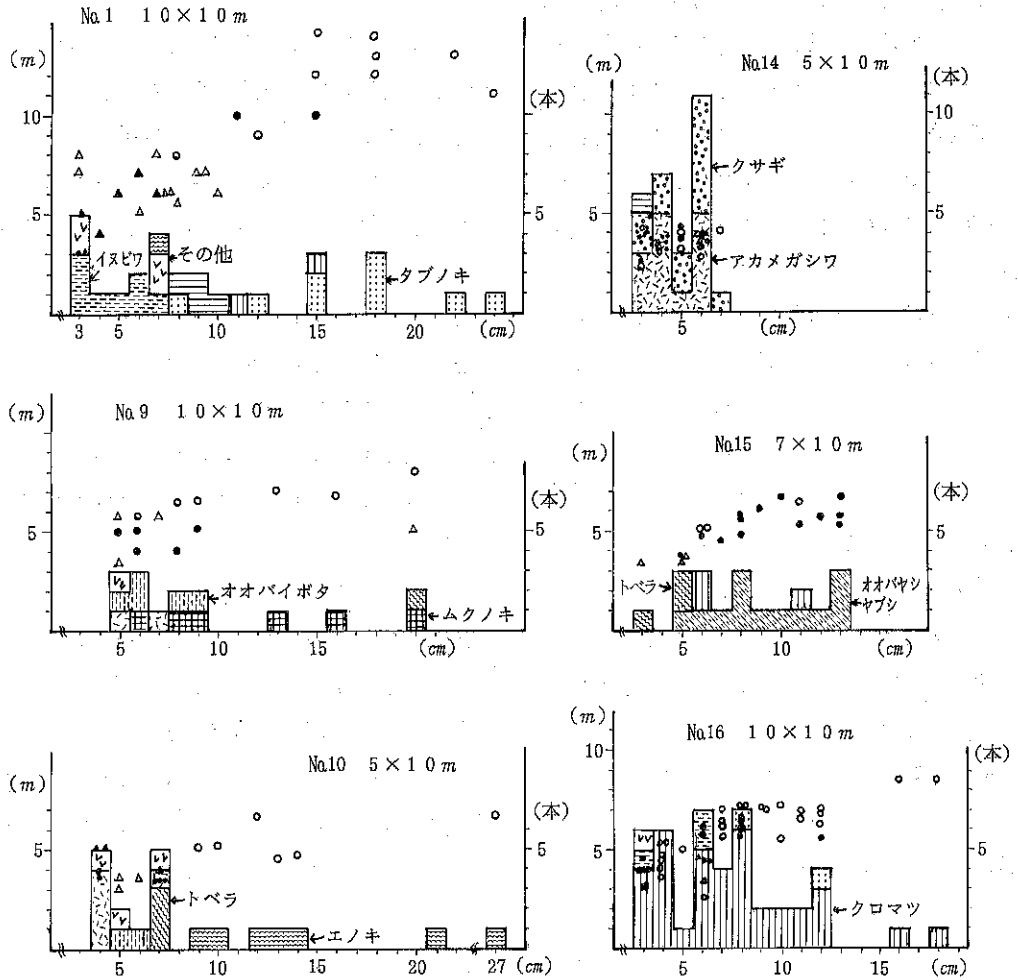 No.1 10×10m
(m)
(本)
10
5
5
イヌビワ
その他
タブノキ
3 5 10 15 20 (cm)
No.14 5×10m
(m)
(本)
10
5
5
クサギ
アカメガシワ
5 (cm)
No.9 10×10m
(m)
(本)
5
5
オオバイボタ
ムクノキ
5 10 15 (cm)
No.15 7×10m
(m)
(本)
5
5
トベラ
オオバヤシ
ヤブシ
5 10 (cm)
No.10 5×10m
(m)
(本)
5
5
トベラ
エノキ
5 10 15 20 27 (cm)
No.16 10×10m
(m)
(本)
10
5
5
クロマツ
5 10 15 (cm)